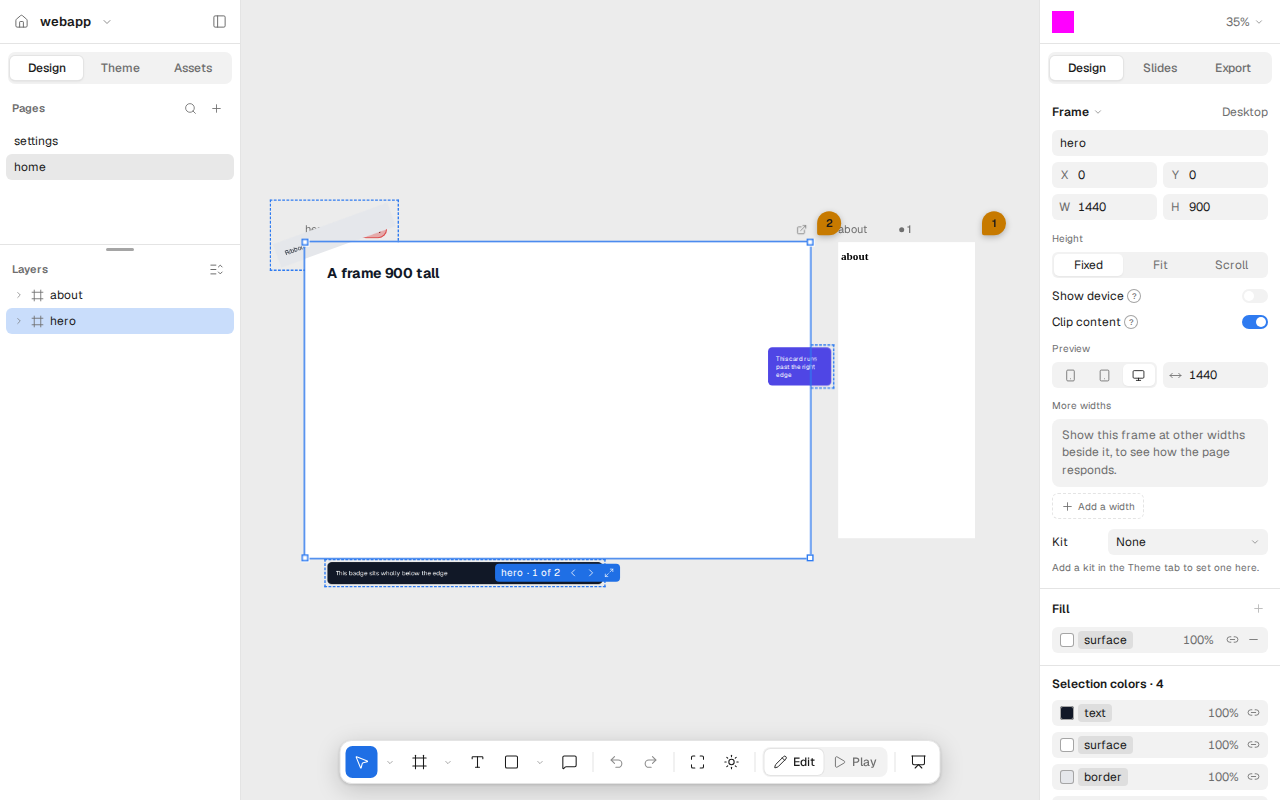 webapp
35%
Design Theme Assets
Design Slides Export
Pages
settings
home
Layers
about
hero
2
about
1
1
A frame 900 tall
about
This card runs
past the right
edge
This badge sits wholly below the edge
hero · 1 of 2
Edit
Play
Frame
Desktop
hero
X 0
Y 0
W 1440
H 900
Height
Fixed Fit Scroll
Show device ?
Clip content ?
Preview
1440
More widths
Show this frame at other widths
beside it, to see how the page
responds.
Add a width
Kit
None
Add a kit in the Theme tab to set one here.
Fill
surface 100%
Selection colors · 4
text 100%
surface 100%
border 100%